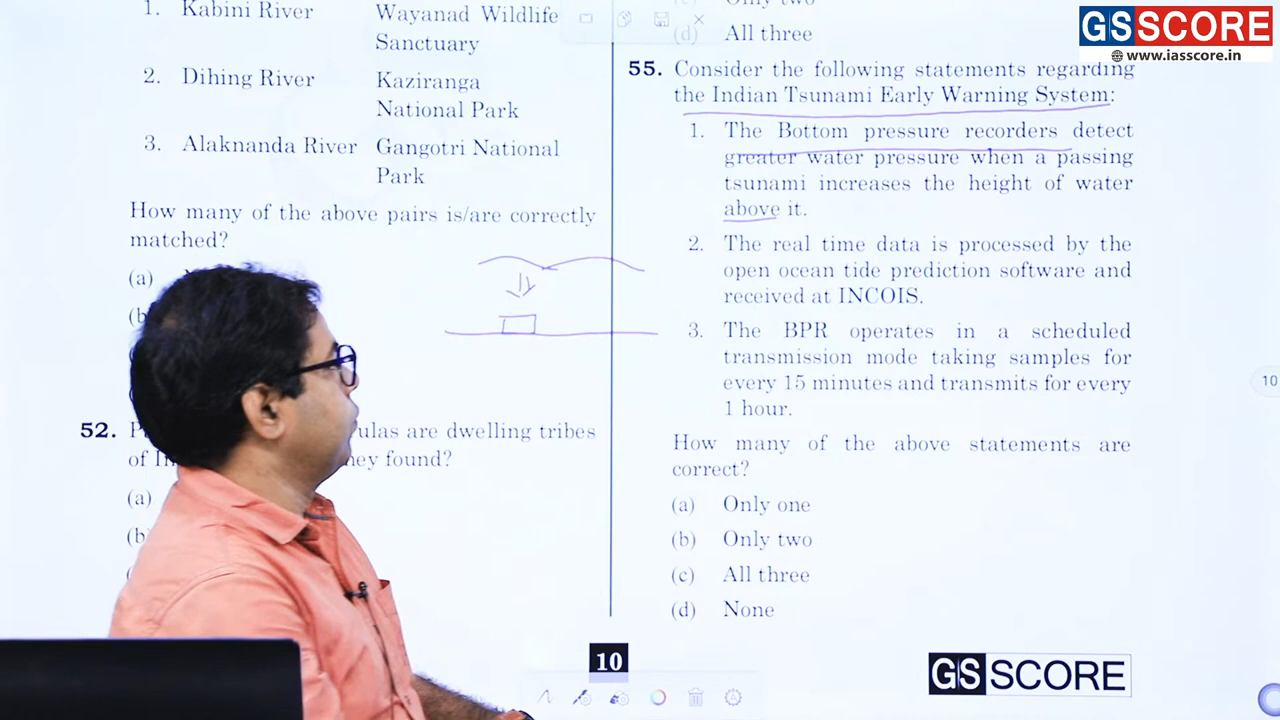 1. Kabini River Wayanad Wildlife
Sanctuary
2. Dihing River Kaziranga
National Park
3. Alaknanda River Gangotri National
Park
How many of the above pairs is/are correctly
matched?
(a)
(b
52. ulas are dwelling tribes
of hey found?
(a)
(b
Only two
(d) All three
55. Consider the following statements regarding
the Indian Tsunami Early Warning System:
1. The Bottom pressure recorders detect
greater water pressure when a passing
tsunami increases the height of water
above it.
2. The real time data is processed by the
open ocean tide prediction software and
received at INCOIS.
3. The BPR operates in a scheduled
transmission mode taking samples for
every 15 minutes and transmits for every
1 hour.
How many of the above statements are
correct?
(a) Only one
(b) Only two
(c) All three
(d) None
10
GS SCORE
GSSCORE
www.iasscore.in
10